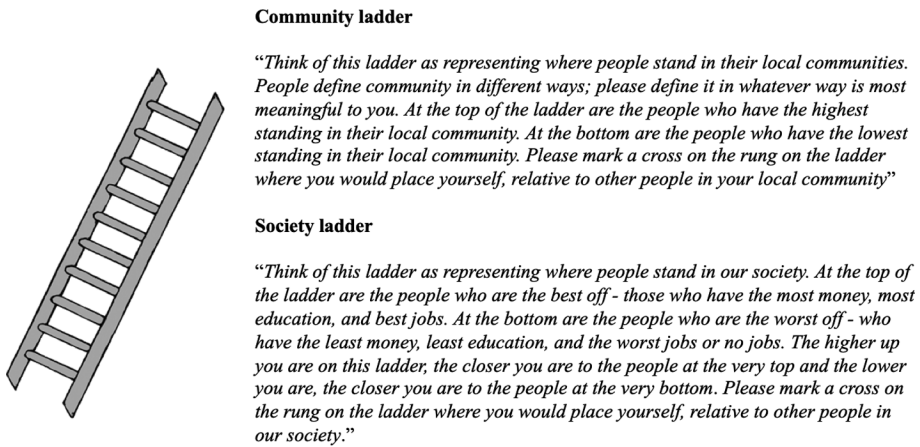 Community ladder
“Think of this ladder as representing where people stand in their local communities.
People define community in different ways; please define it in whatever way is most
meaningful to you. At the top of the ladder are the people who have the highest
standing in their local community. At the bottom are the people who have the lowest
standing in their local community. Please mark a cross on the rung on the ladder
where you would place yourself, relative to other people in your local community”
Society ladder
“Think of this ladder as representing where people stand in our society. At the top of
the ladder are the people who are the best off - those who have the most money, most
education, and best jobs. At the bottom are the people who are the worst off - who
have the least money, least education, and the worst jobs or no jobs. The higher up
you are on this ladder, the closer you are to the people at the very top and the lower
you are, the closer you are to the people at the very bottom. Please mark a cross on
the rung on the ladder where you would place yourself, relative to other people in
our society.”